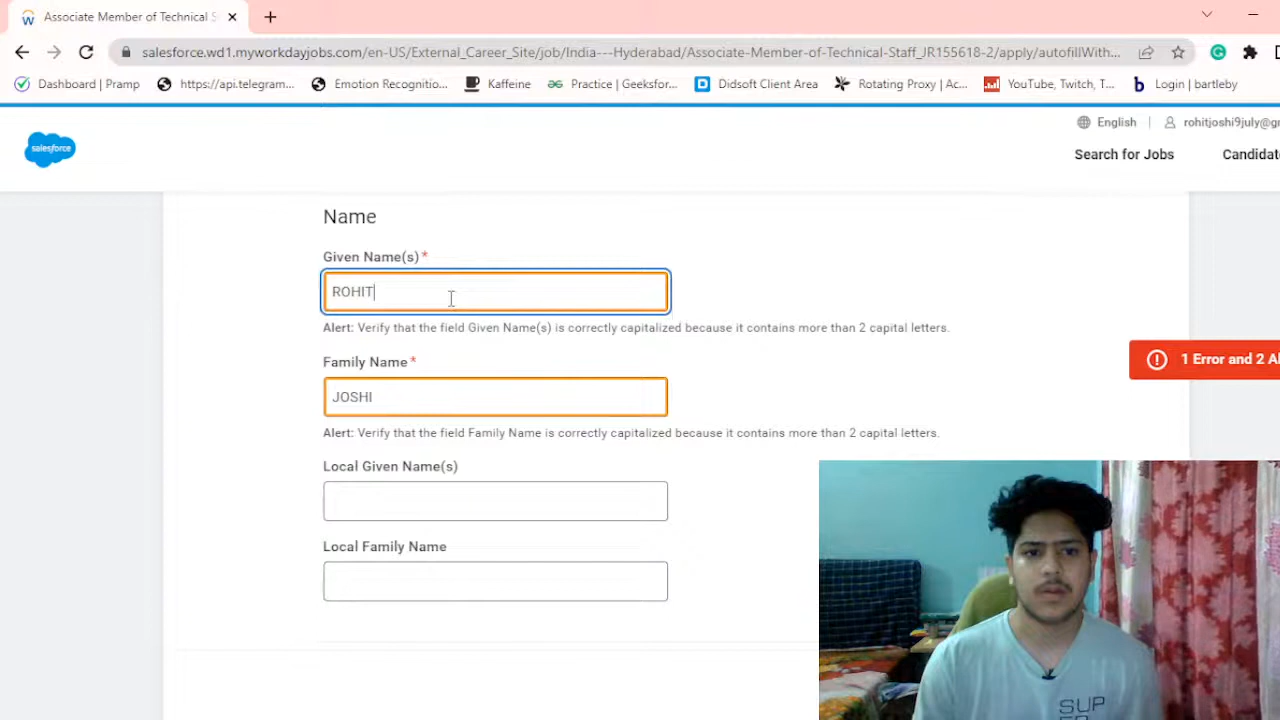 Associate Member of Technical S
salesforce.wd1.myworkdayjobs.com/en-US/External_Career_Site/job/India---Hyderabad/Associate-Member-of-Technical-Staff_JR155618-2/apply/autofillWith...
Dashboard | Pramp
https://api.telegram...
Emotion Recognitio...
Kaffeine
Practice | Geeksfor...
Didsoft Client Area
Rotating Proxy | Ac...
YouTube, Twitch, T...
Login | bartleby
English
rohitjoshi9july@gr
salesforce
Search for Jobs
Candidat
Name
Given Name(s)*
ROHIT
Alert: Verify that the field Given Name(s) is correctly capitalized because it contains more than 2 capital letters.
1 Error and 2 Al
Family Name*
JOSHI
Alert: Verify that the field Family Name is correctly capitalized because it contains more than 2 capital letters.
Local Given Name(s)
Local Family Name
SUP